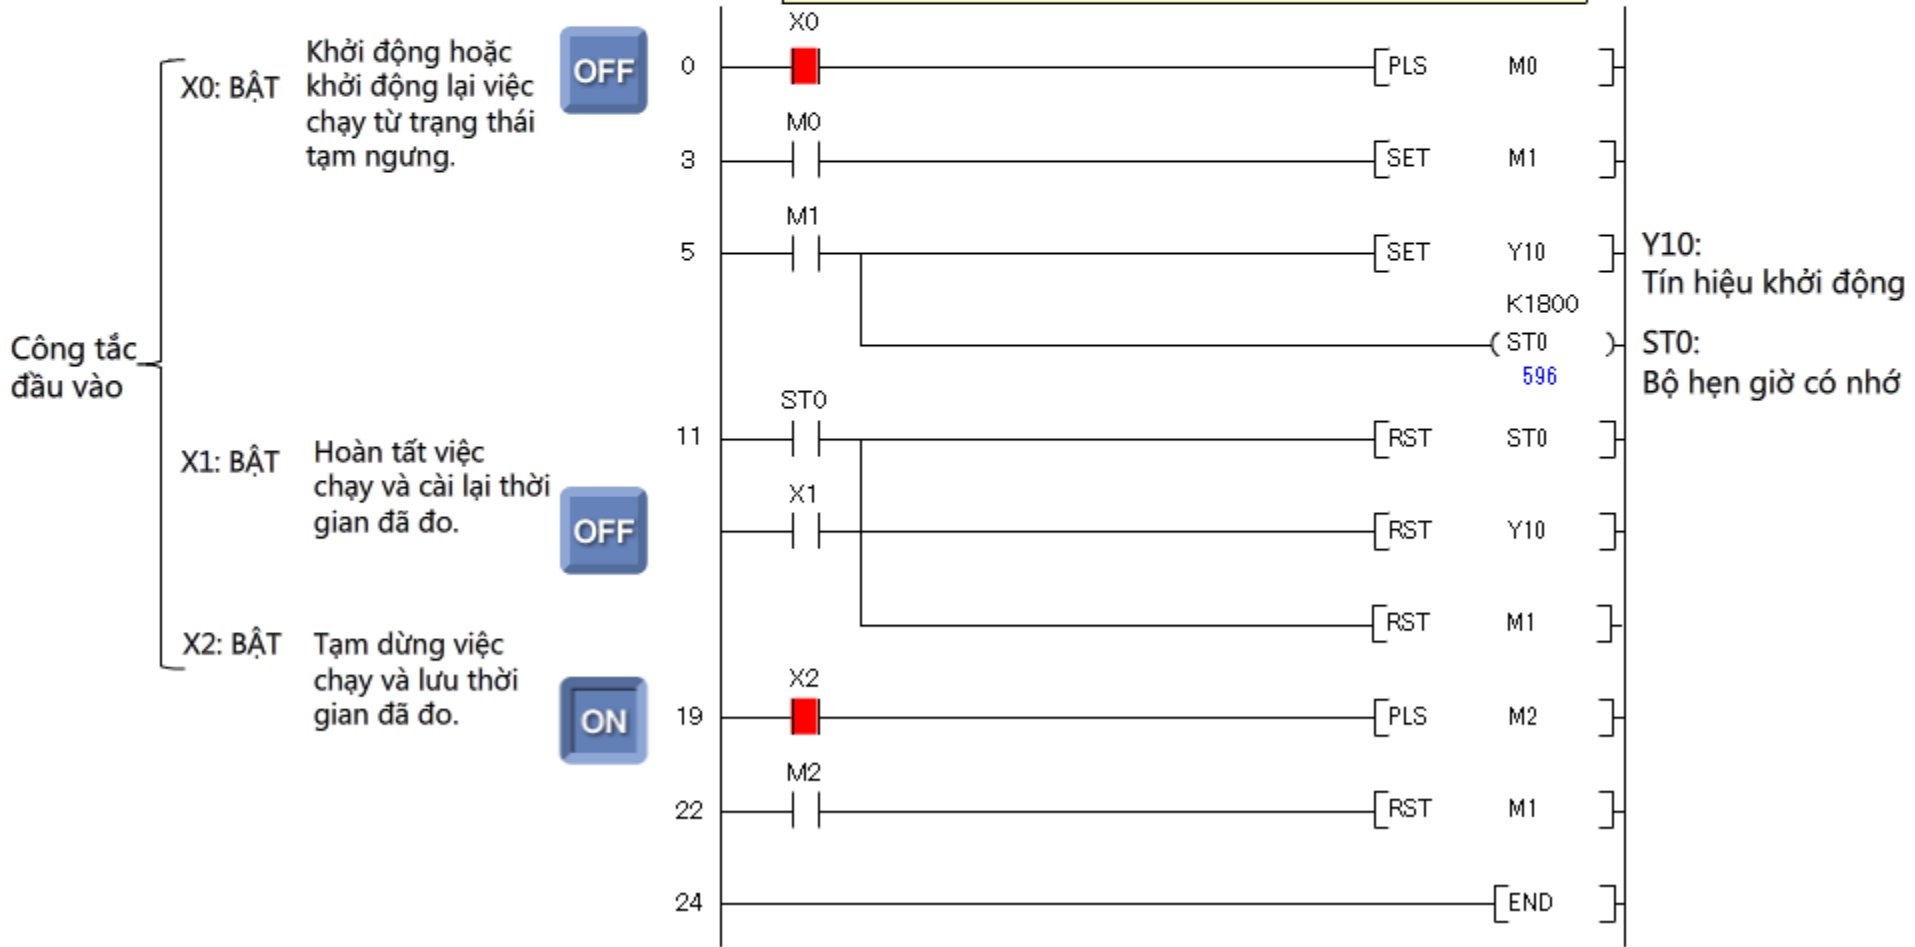 Công tắc
đầu vào
X0: BẬT
Khởi động hoặc
khởi động lại việc
chạy từ trạng thái
tạm ngưng.
OFF
X1: BẬT
Hoàn tất việc
chạy và cài lại thời
gian đã đo.
OFF
X2: BẬT
Tạm dừng việc
chạy và lưu thời
gian đã đo.
ON
X0
0 PLS M0
M0
3 SET M1
M1
5 SET Y10
K1800
ST0
596
ST0
11 RST ST0
X1
RST Y10
RST M1
X2
19 PLS M2
M2
22 RST M1
24 END
Y10:
Tín hiệu khởi động
ST0:
Bộ hẹn giờ có nhớ